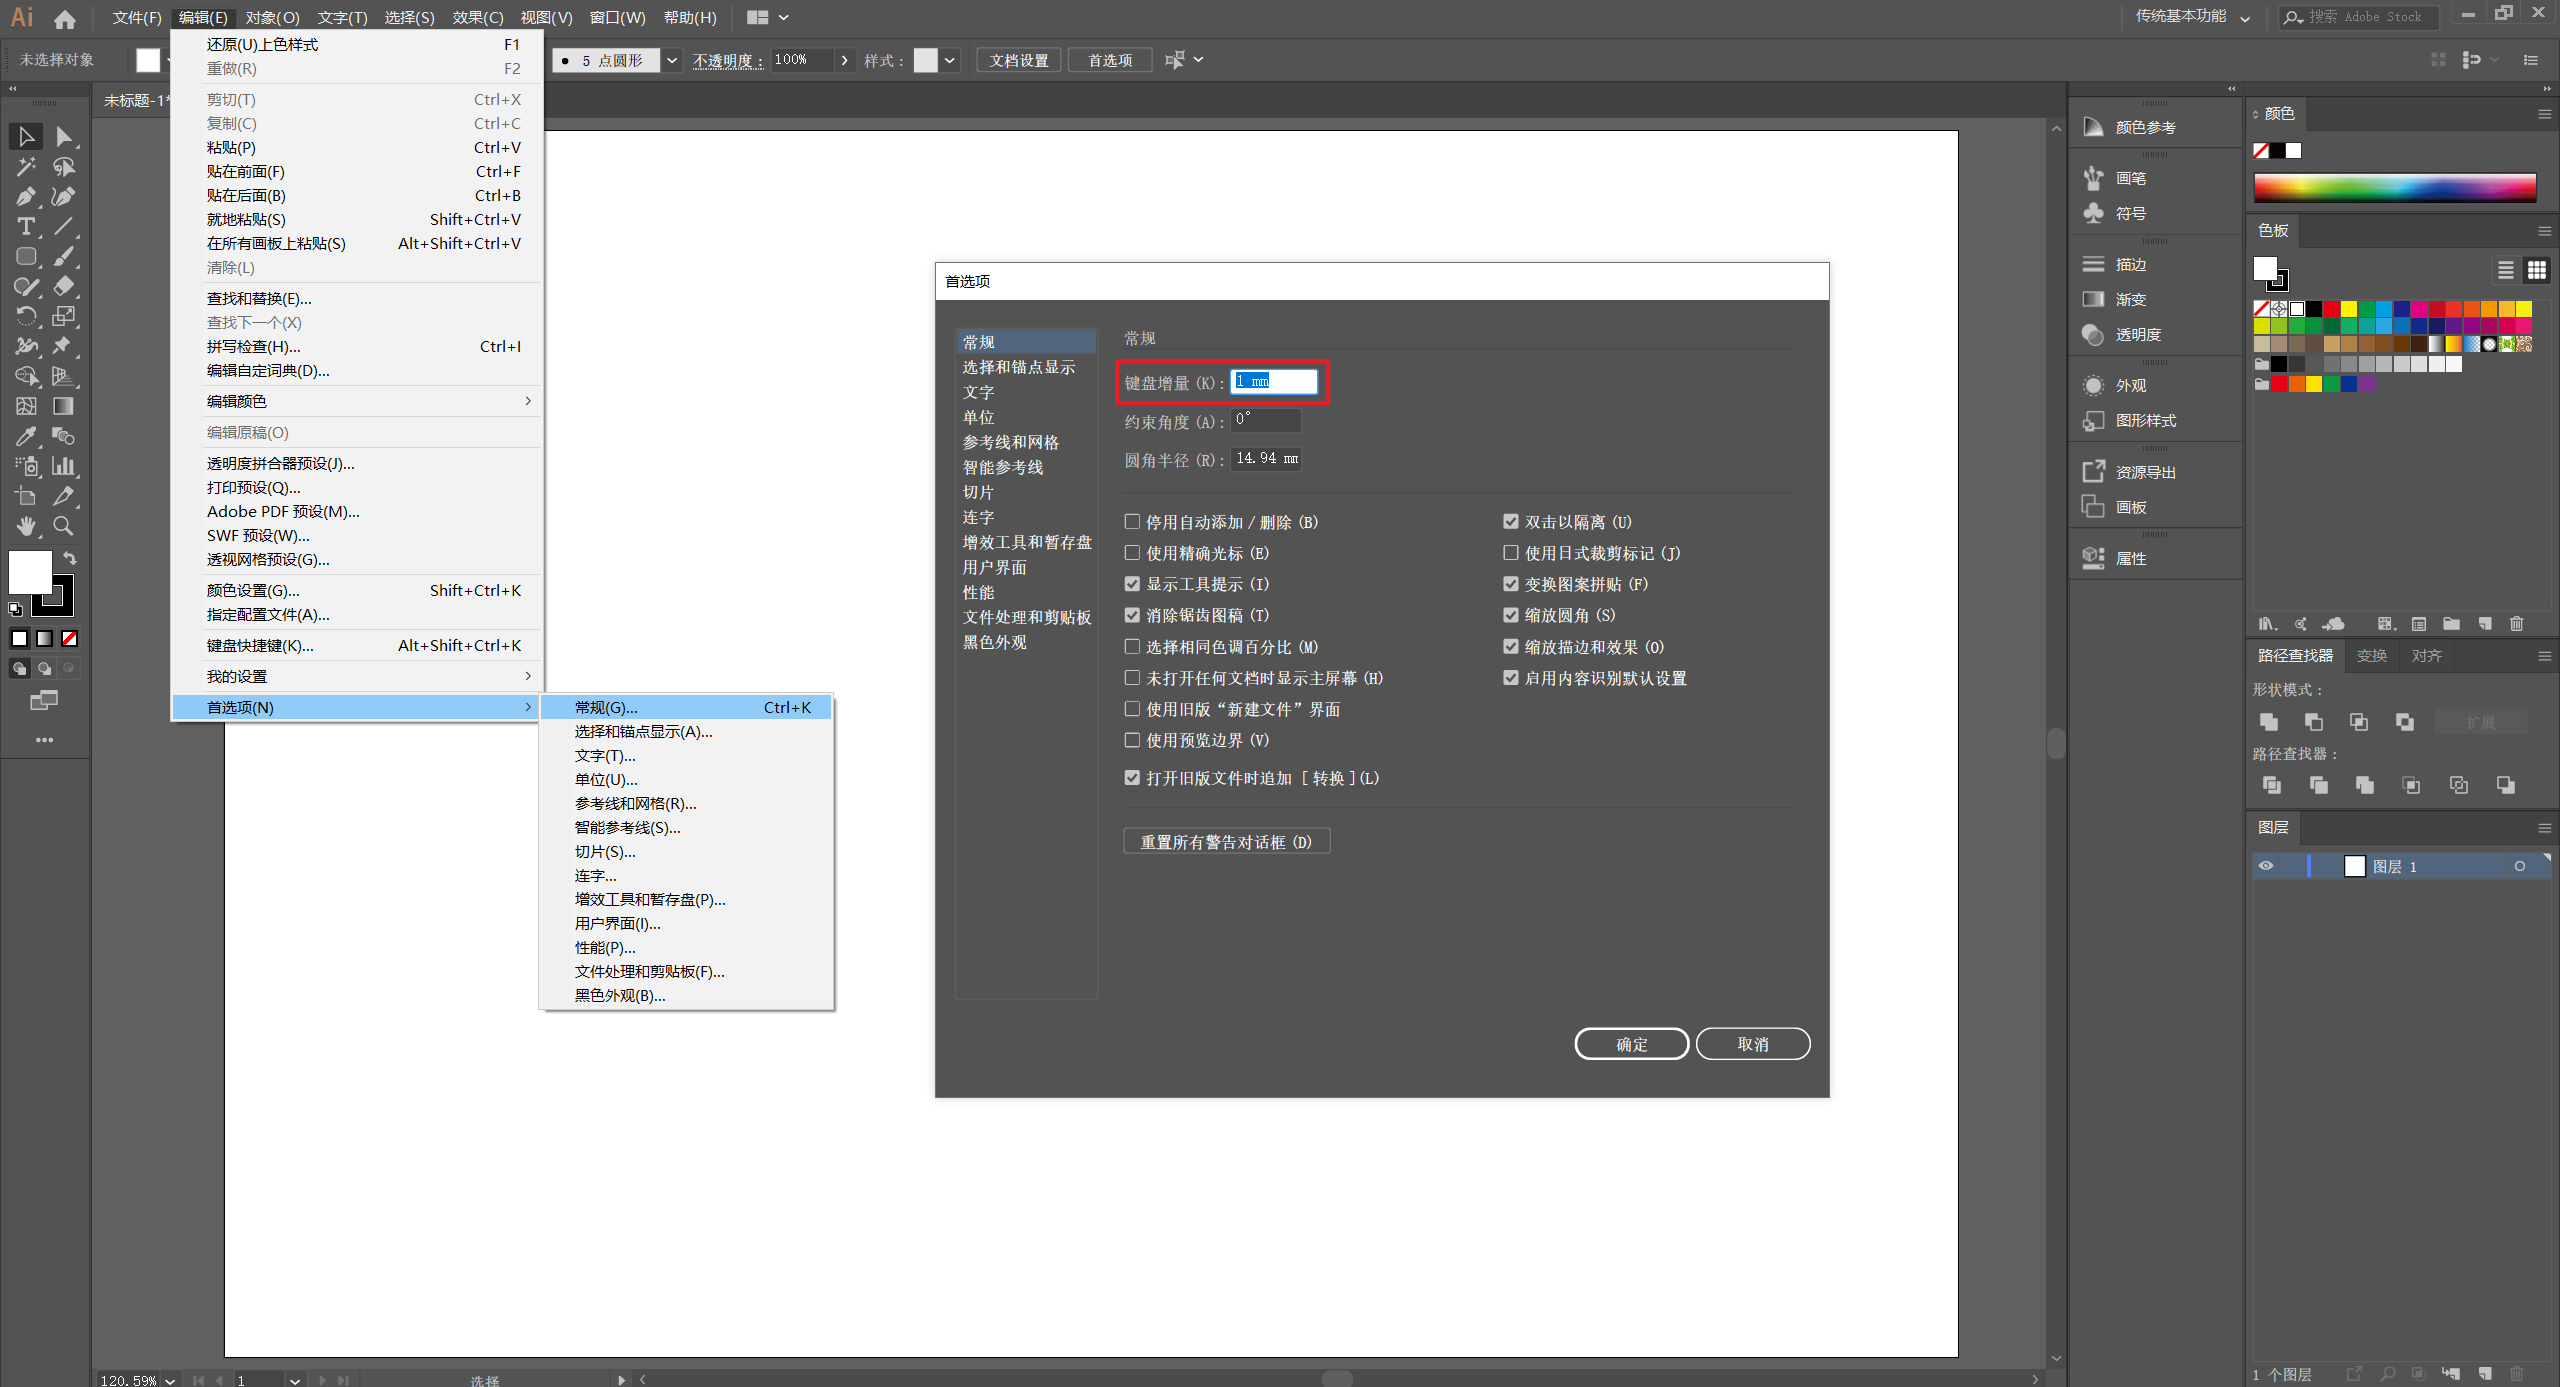 Ai
文件(F) 编辑(E) 对象(O) 文字(T) 选择(S) 效果(C) 视图(V) 窗口(W) 帮助(H)
传统基本功能
搜索 Adobe Stock
未选择对象
5 点圆形
不透明度：
100%
样式：
文档设置
首选项
未标题-1*
还原(U)上色样式 F1
重做(R) F2
剪切(T) Ctrl+X
复制(C) Ctrl+C
粘贴(P) Ctrl+V
贴在前面(F) Ctrl+F
贴在后面(B) Ctrl+B
就地粘贴(S) Shift+Ctrl+V
在所有画板上粘贴(S) Alt+Shift+Ctrl+V
清除(L)
查找和替换(E)...
查找下一个(X)
拼写检查(H)... Ctrl+I
编辑自定词典(D)...
编辑颜色
编辑原稿(O)
透明度拼合器预设(J)...
打印预设(Q)...
Adobe PDF 预设(M)...
SWF 预设(W)...
透视网格预设(G)...
颜色设置(G)... Shift+Ctrl+K
指定配置文件(A)...
键盘快捷键(K)... Alt+Shift+Ctrl+K
我的设置
首选项(N)
常规(G)... Ctrl+K
选择和锚点显示(A)...
文字(T)...
单位(U)...
参考线和网格(R)...
智能参考线(S)...
切片(S)...
连字...
增效工具和暂存盘(P)...
用户界面(I)...
性能(P)...
文件处理和剪贴板(F)...
黑色外观(B)...
首选项
常规
选择和锚点显示
文字
单位
参考线和网格
智能参考线
切片
连字
增效工具和暂存盘
用户界面
性能
文件处理和剪贴板
黑色外观
常规
键盘增量 (K)： 1 mm
约束角度 (A)： 0°
圆角半径 (R)： 14.94 mm
停用自动添加 / 删除 (B)
使用精确光标 (E)
显示工具提示 (I)
消除锯齿图稿 (T)
选择相同色调百分比 (M)
未打开任何文档时显示主屏幕 (H)
使用旧版“新建文件”界面
使用预览边界 (V)
打开旧版文件时追加 [ 转换 ](L)
双击以隔离 (U)
使用日式裁剪标记 (J)
变换图案拼贴 (F)
缩放圆角 (S)
缩放描边和效果 (O)
启用内容识别默认设置
重置所有警告对话框 (D)
确定
取消
颜色参考
画笔
符号
描边
渐变
透明度
外观
图形样式
资源导出
画板
属性
颜色
色板
路径查找器 变换 对齐
形状模式：
扩展
路径查找器：
图层
图层 1
1 个图层
120.59%
1
选择